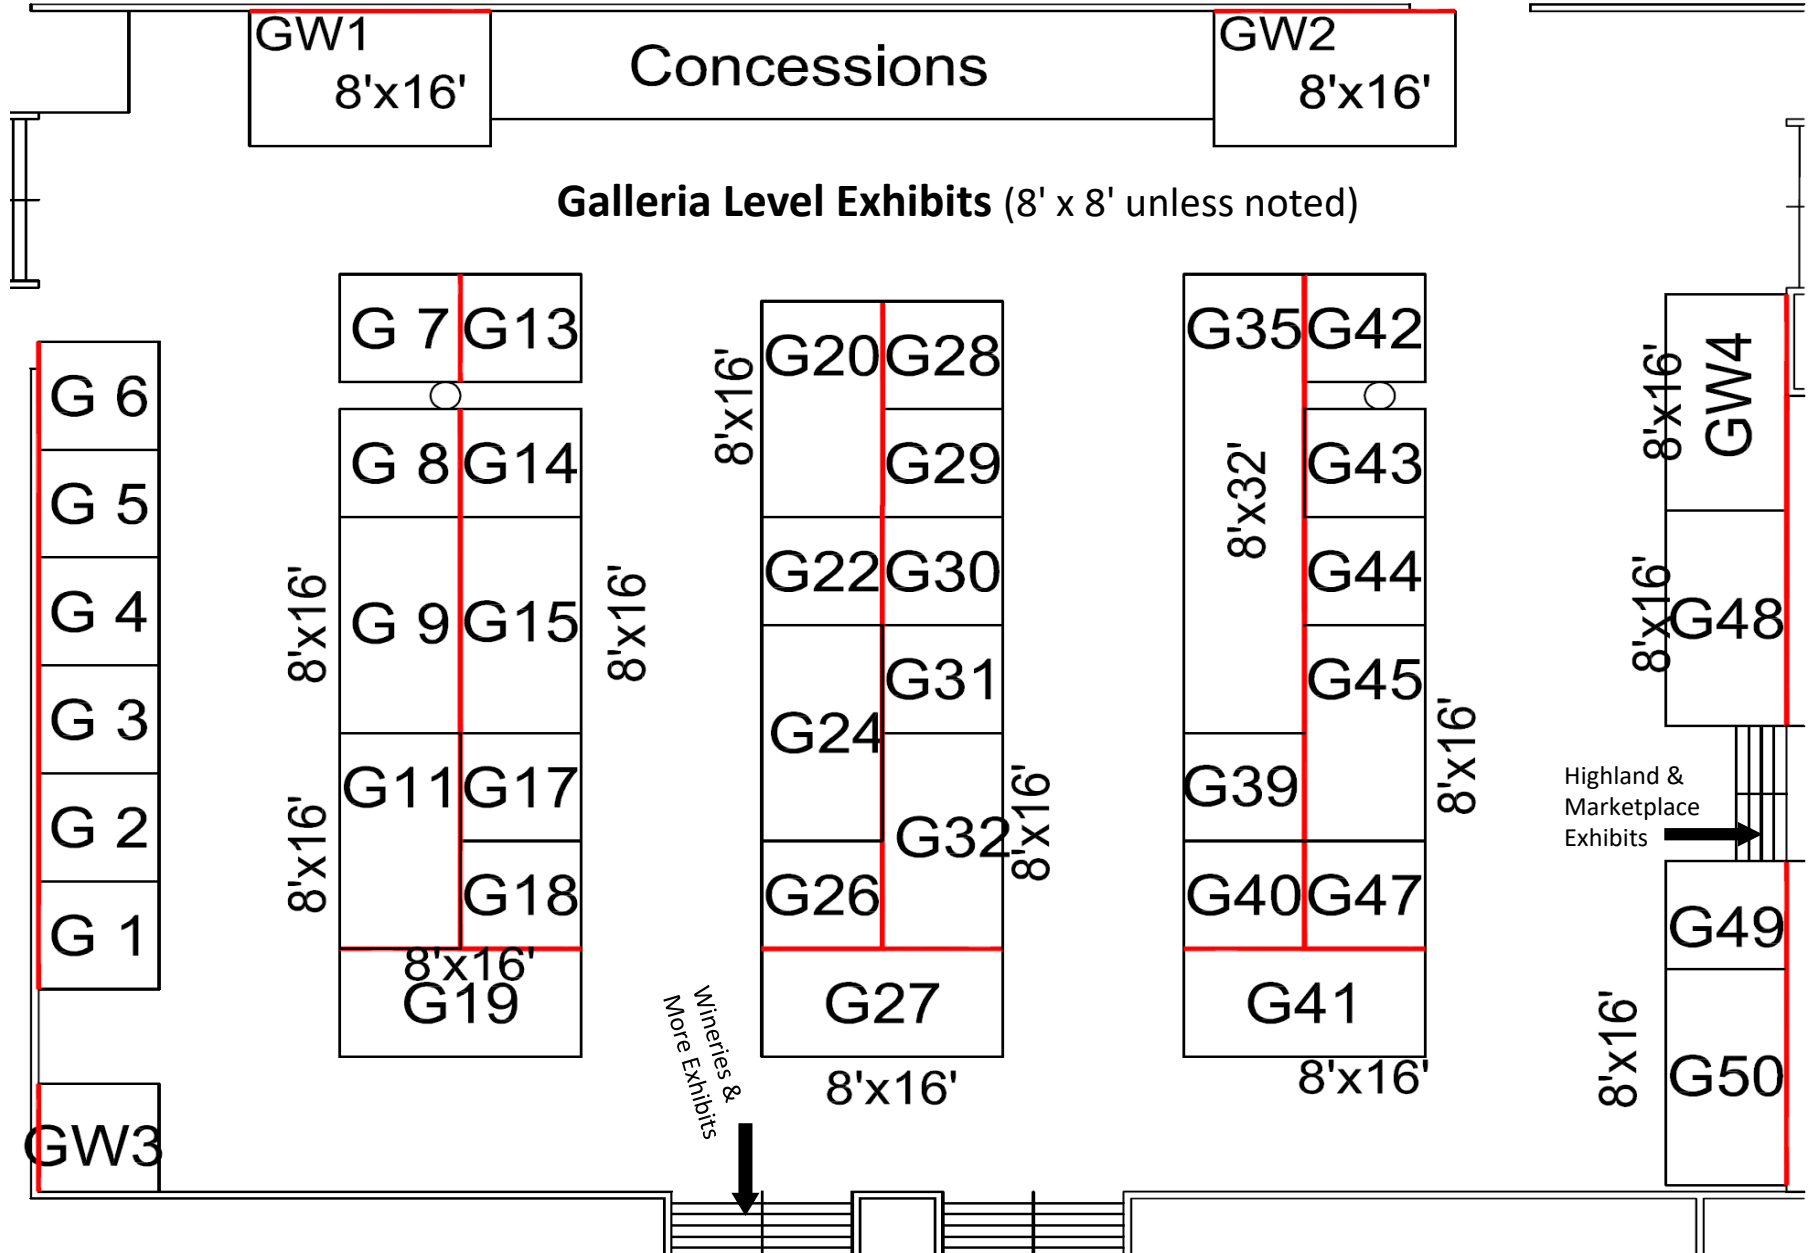 GW1
8'x16'
Concessions
GW2
8'x16'
Galleria Level Exhibits (8' x 8' unless noted)
G 6
G 5
G 4
G 3
G 2
G 1
GW3
G 7
G13
G 8
G14
8'x16'
G 9
G15
8'x16'
8'x16'
G11
G17
G18
8'x16'
G19
8'x16'
G20
G28
G29
G22
G30
G31
G24
G32
8'x16'
G26
G27
8'x16'
G35
G42
8'x32'
G43
G44
G45
8'x16'
G39
G40
G47
G41
8'x16'
8'x16'
GW4
8'x16'
G48
Highland &
Marketplace
Exhibits
G49
8'x16'
G50
Wineries &
More Exhibits